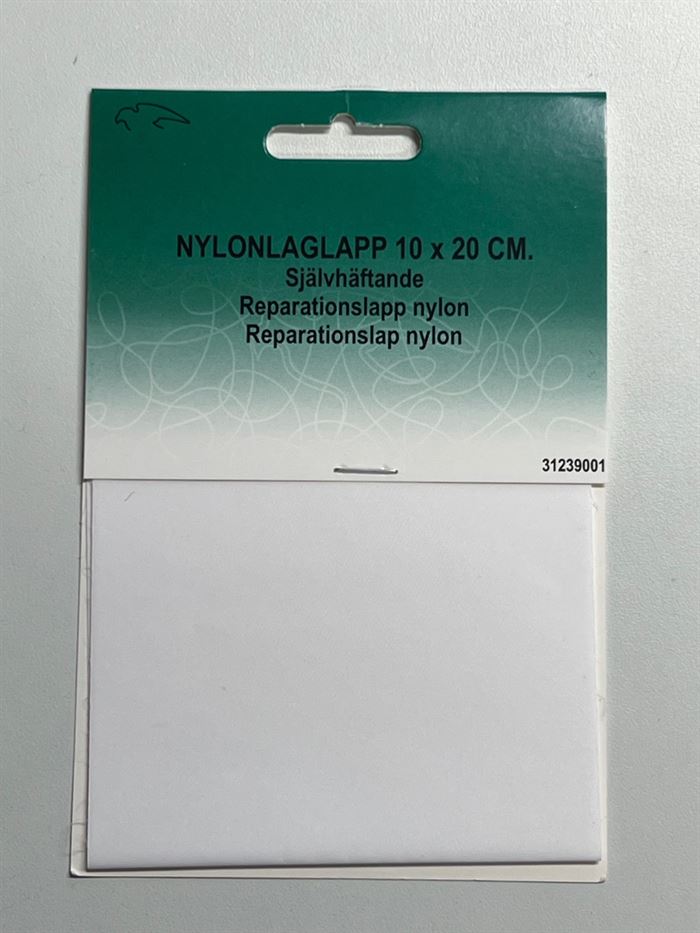 NYLONLAGLAPP 10 x 20 CM.
Självhäftande
Reparationslapp nylon
Reparationslap nylon
31239001